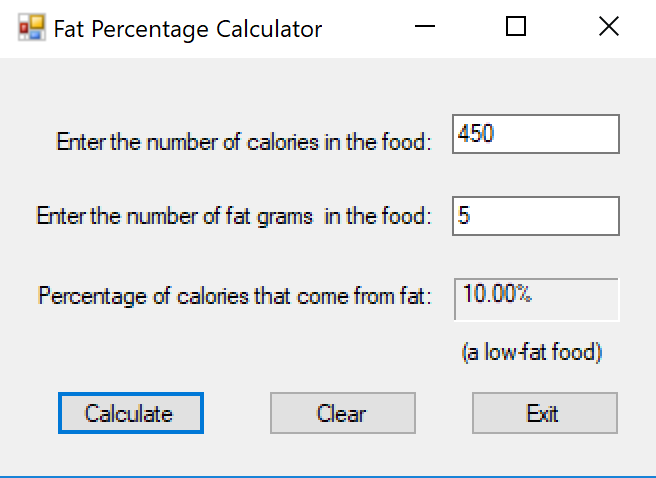 Fat Percentage Calculator
Enter the number of calories in the food: 450
Enter the number of fat grams  in the food: 5
Percentage of calories that come from fat: 10.00%
(a low-fat food)
Calculate Clear Exit